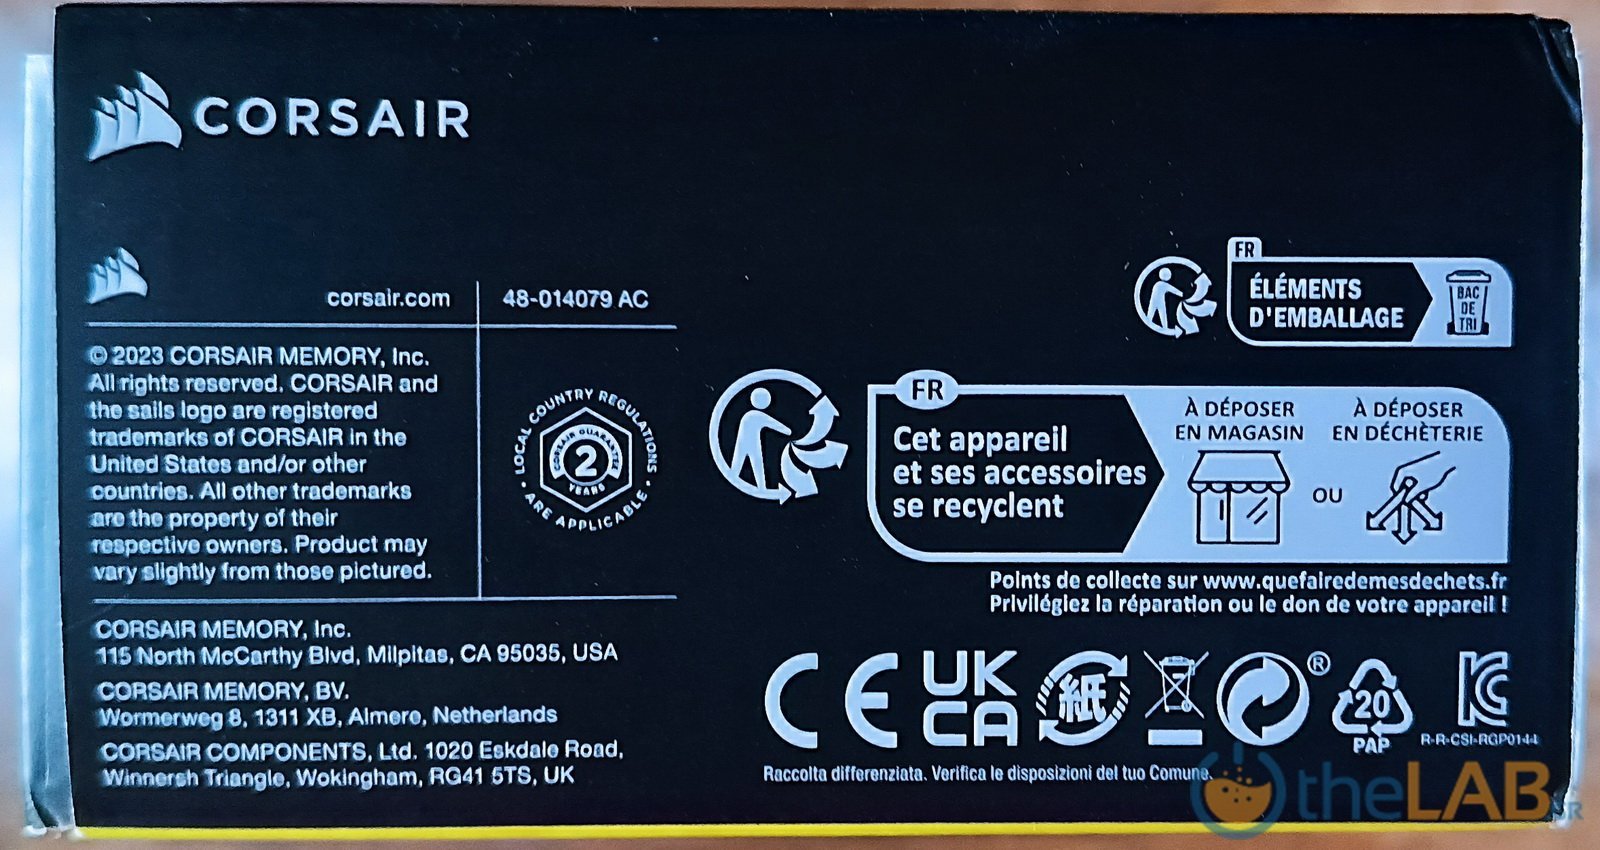 CORSAIR
corsair.com
48-014079 AC
© 2023 CORSAIR MEMORY, Inc.
All rights reserved. CORSAIR and
the sails logo are registered
trademarks of CORSAIR in the
United States and/or other
countries. All other trademarks
are the property of their
respective owners. Product may
vary slightly from those pictured.
LOCAL COUNTRY REGULATIONS
• ARE APPLICABLE •
CORSAIR GUARANTEE
2
YEARS
CORSAIR MEMORY, Inc.
115 North McCarthy Blvd, Milpitas, CA 95035, USA
CORSAIR MEMORY, BV.
Wormerweg 8, 1311 XB, Almere, Netherlands
CORSAIR COMPONENTS, Ltd. 1020 Eskdale Road,
Winnersh Triangle, Wokingham, RG41 5TS, UK
FR
ÉLÉMENTS
D'EMBALLAGE
BAC
DE
TRI
FR
Cet appareil
et ses accessoires
se recyclent
À DÉPOSER
EN MAGASIN
OU
À DÉPOSER
EN DÉCHÈTERIE
Points de collecte sur www.quefairedemesdechets.fr
Privilégiez la réparation ou le don de votre appareil !
CE
UK
CA
紙
®
20
PAP
R-R-CSI-RGP0144
Raccolta differenziata. Verifica le disposizioni del tuo Comune.
theLAB
GR